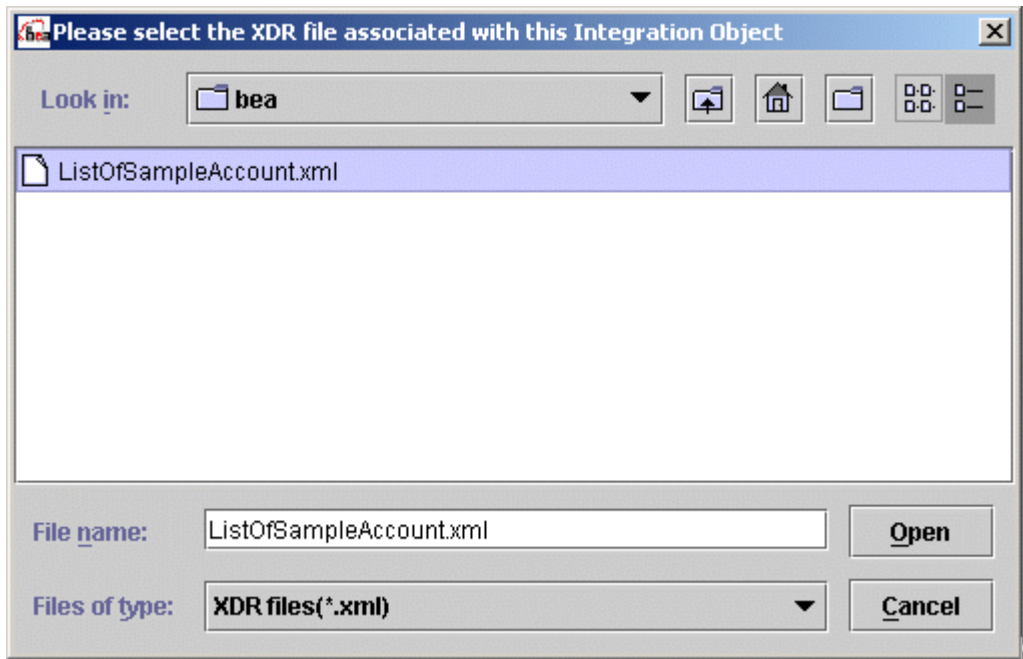 bea Please select the XDR file associated with this Integration Object
Look in: bea
ListOfSampleAccount.xml
File name: ListOfSampleAccount.xml Open
Files of type: XDR files(*.xml) Cancel